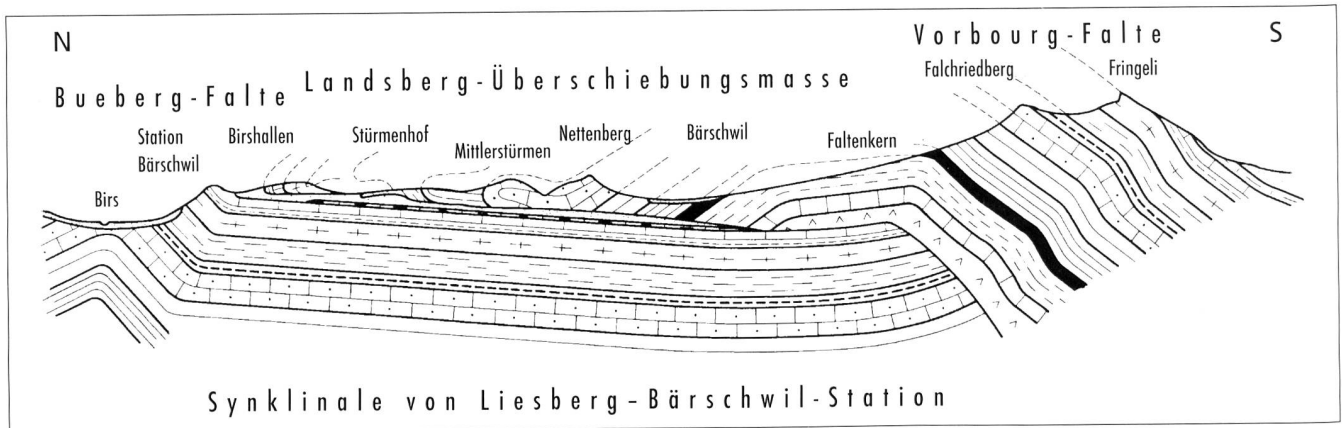 N
S
Vorbourg-Falte
Falchriedberg
Fringeli
Bueberg-Falte
Landsberg-Überschiebungsmasse
Station
Bärschwil
Birshallen
Stürmenhof
Mittlerstürmen
Nettenberg
Bärschwil
Faltenkern
Birs
Synklinale von Liesberg–Bärschwil-Station